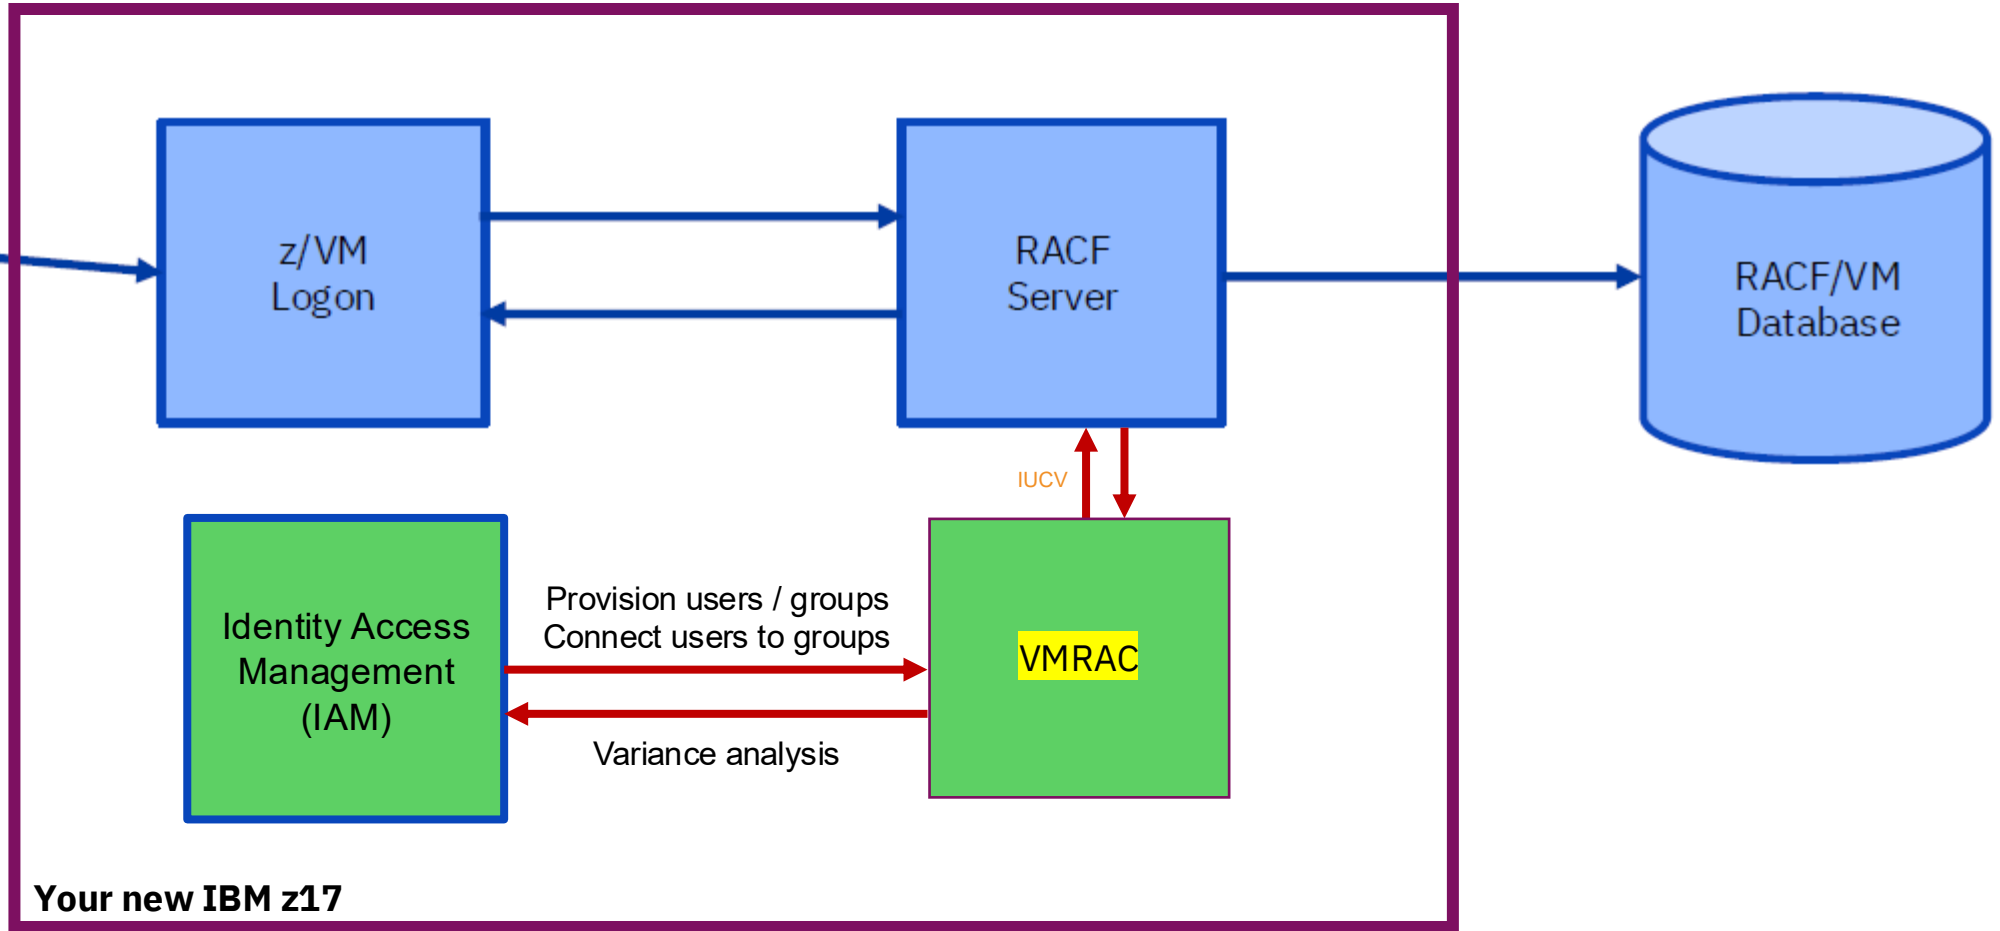 z/VM
Logon
RACF
Server
RACF/VM
Database
IUCV
Identity Access
Management
(IAM)
Provision users / groups
Connect users to groups
VMRAC
Variance analysis
Your new IBM z17